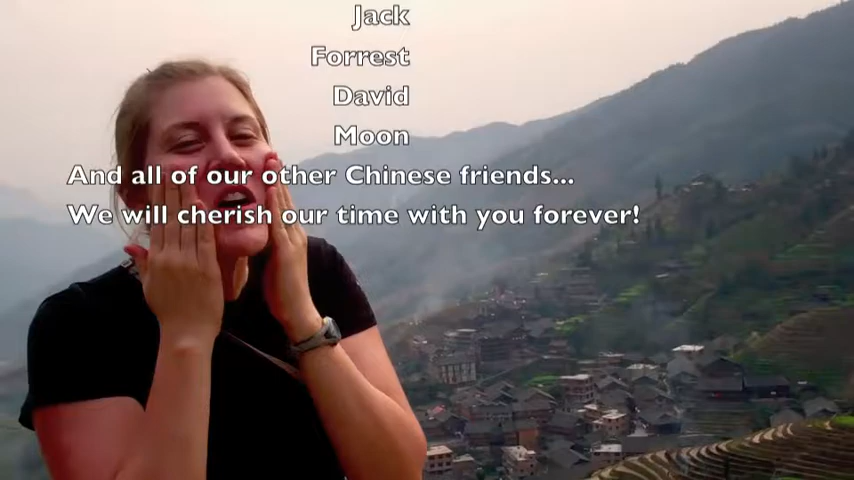 Jack
Forrest
David
Moon
And all of our other Chinese friends...
We will cherish our time with you forever!